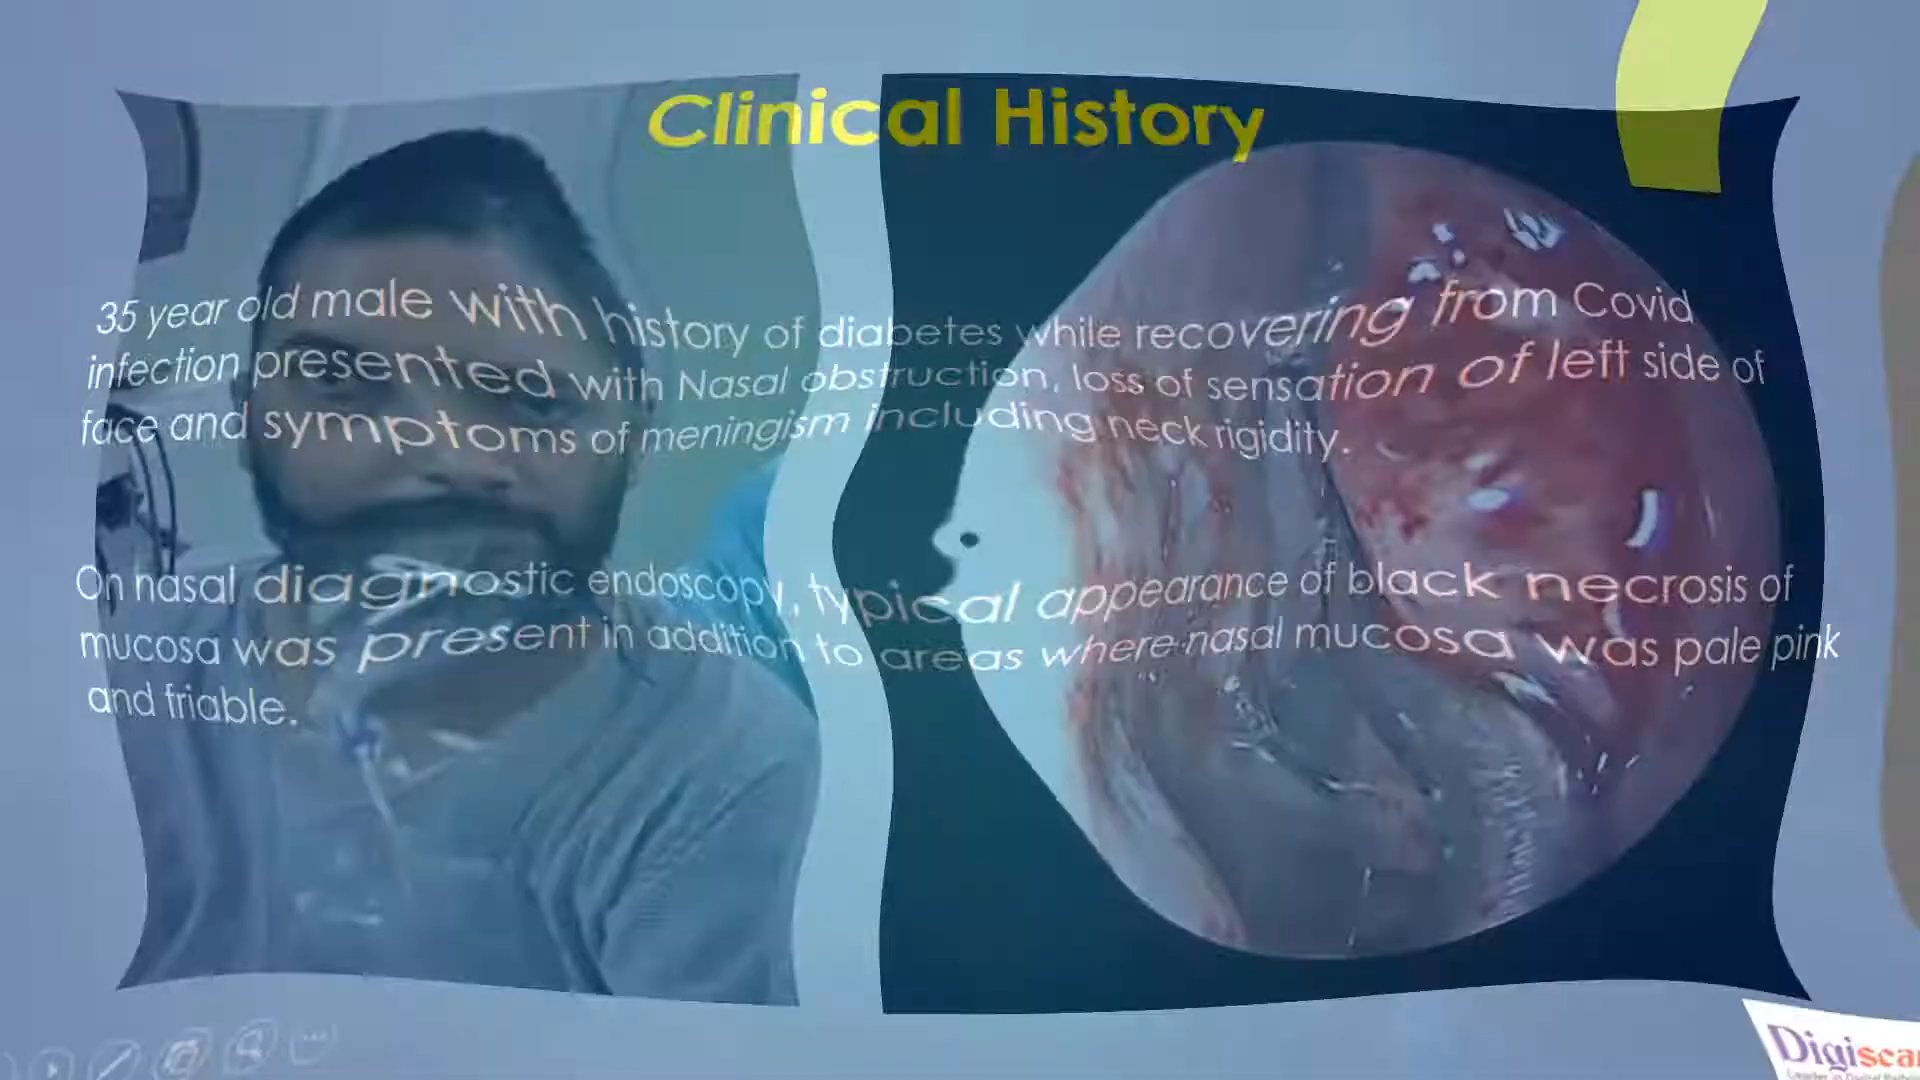 Clinical History
35 year old male with history of diabetes while recovering from Covid
infection presented with Nasal obstruction, loss of sensation of left side of
face and symptoms of meningism including neck rigidity.
On nasal diagnostic endoscopy, typical appearance of black necrosis of
mucosa was present in addition to areas where nasal mucosa was pale pink
and friable.
Digiscan